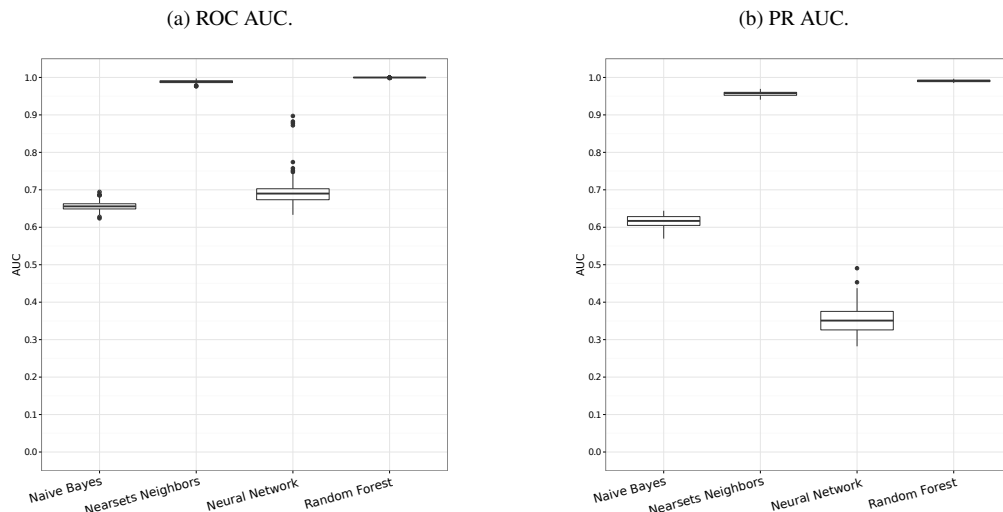 (a) ROC AUC.
1.0
0.9
0.8
0.7
0.6
0.5
0.4
0.3
0.2
0.1
0.0
AUC
Naive Bayes
Nearsets Neighbors
Neural Network
Random Forest
(b) PR AUC.
1.0
0.9
0.8
0.7
0.6
0.5
0.4
0.3
0.2
0.1
0.0
AUC
Naive Bayes
Nearsets Neighbors
Neural Network
Random Forest